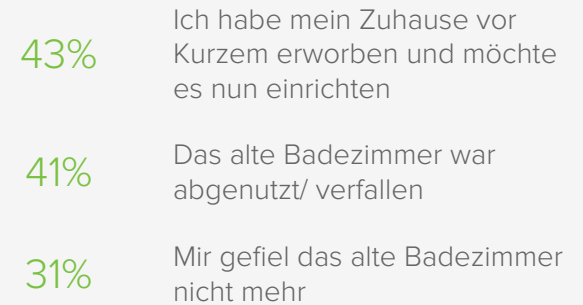 43%
Ich habe mein Zuhause vor
Kurzem erworben und möchte
es nun einrichten
41%
Das alte Badezimmer war
abgenutzt/ verfallen
31%
Mir gefiel das alte Badezimmer
nicht mehr